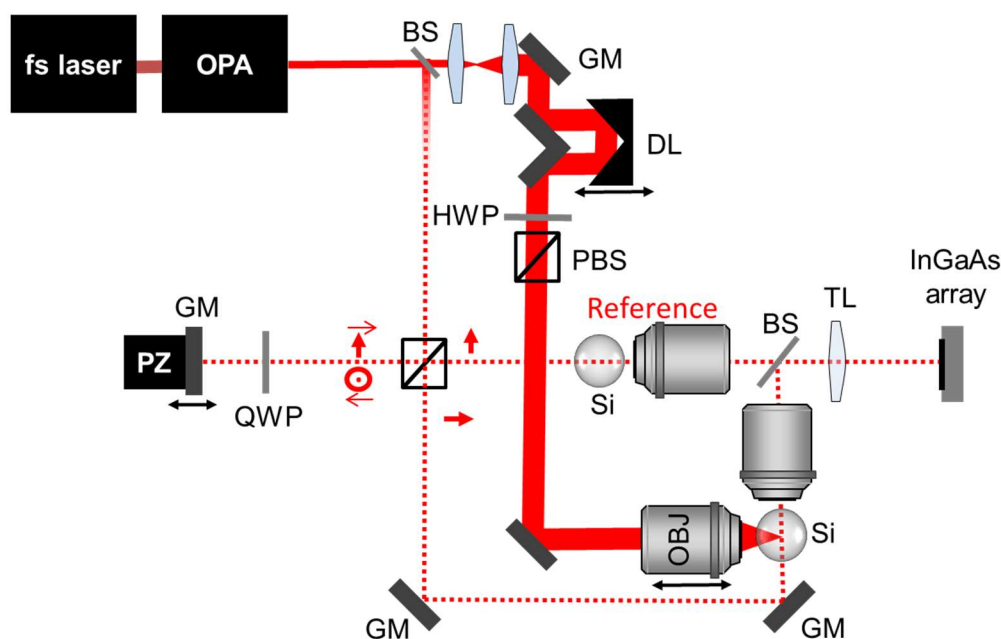 fs laser
OPA
BS
GM
DL
HWP
PBS
InGaAs
array
GM
Reference
BS
TL
PZ
QWP
Si
OBJ
Si
GM
GM